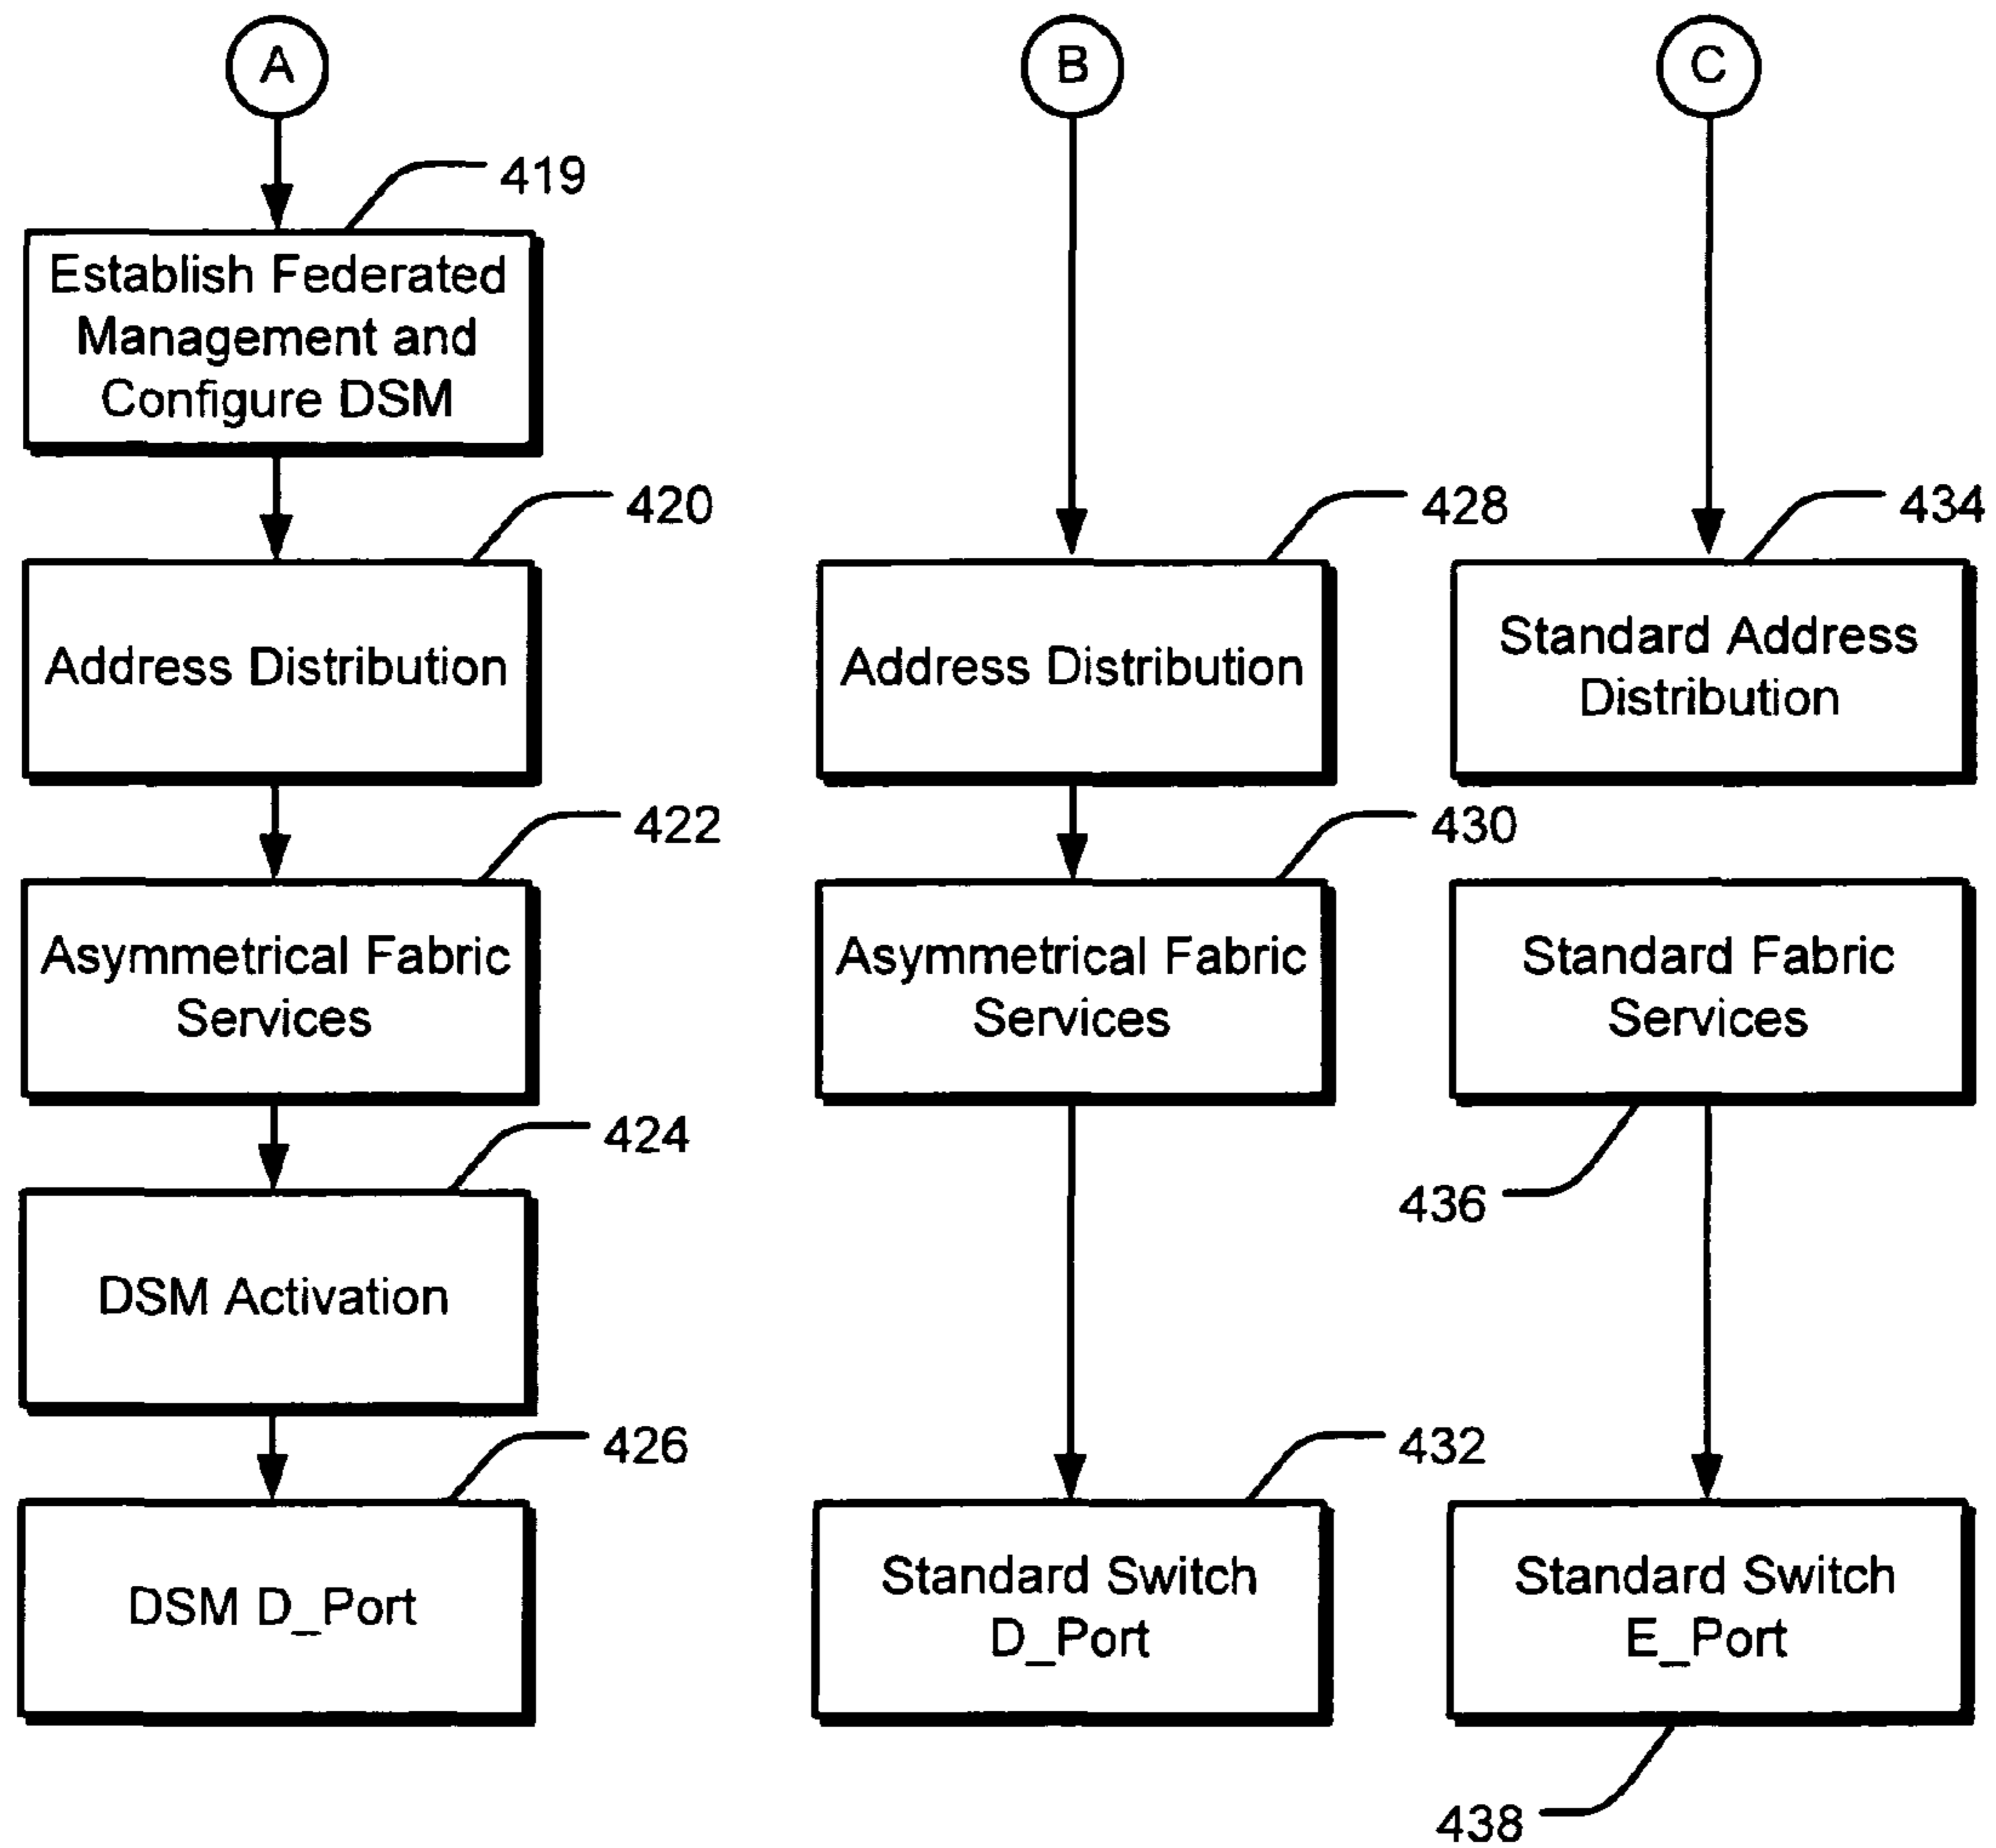 A
B
C
419
Establish Federated
Management and
Configure DSM
420
428
434
Address Distribution
Address Distribution
Standard Address
Distribution
422
430
Asymmetrical Fabric
Services
Asymmetrical Fabric
Services
Standard Fabric
Services
424
436
DSM Activation
426
432
DSM D_Port
Standard Switch
D_Port
Standard Switch
E_Port
438